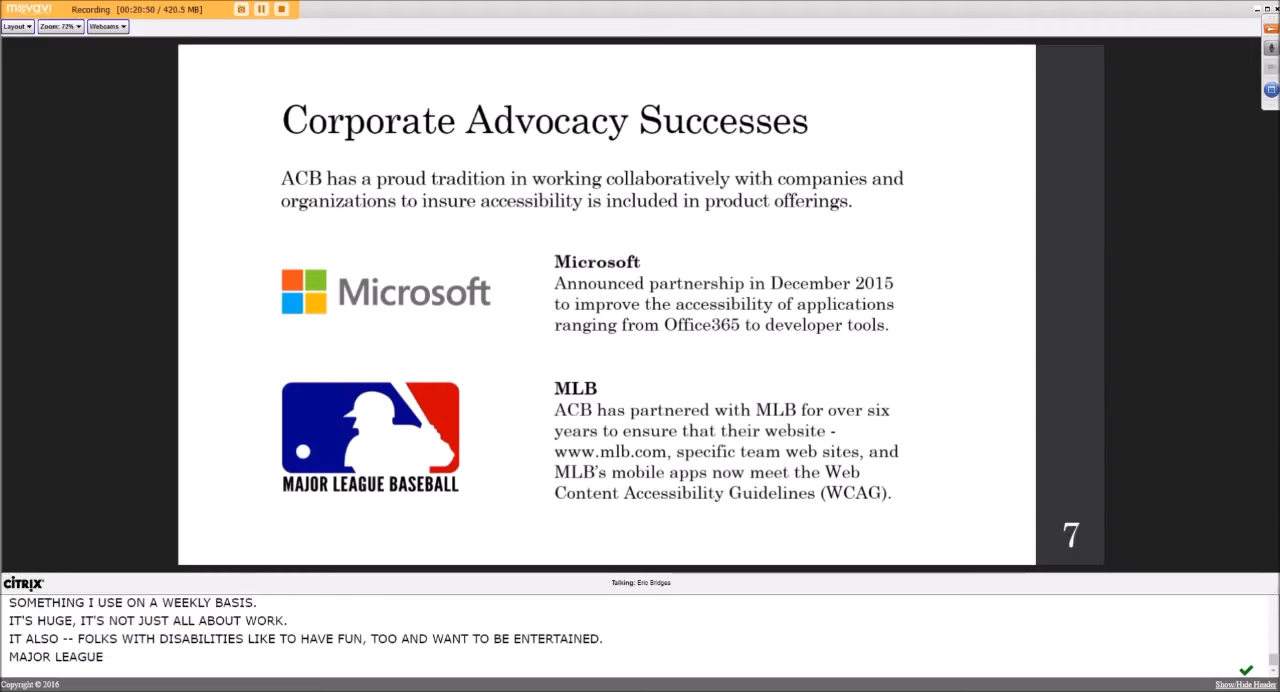 movavi Recording [00:20:50 / 420.5 MB]
Layout Zoom: 72% Webcams
Corporate Advocacy Successes
ACB has a proud tradition in working collaboratively with companies and
organizations to insure accessibility is included in product offerings.
Microsoft
Microsoft
Announced partnership in December 2015
to improve the accessibility of applications
ranging from Office365 to developer tools.
MAJOR LEAGUE BASEBALL
MLB
ACB has partnered with MLB for over six
years to ensure that their website -
www.mlb.com, specific team web sites, and
MLB's mobile apps now meet the Web
Content Accessibility Guidelines (WCAG).
7
CITRIX
Talking: Eric Bridges
SOMETHING I USE ON A WEEKLY BASIS.
IT'S HUGE, IT'S NOT JUST ALL ABOUT WORK.
IT ALSO -- FOLKS WITH DISABILITIES LIKE TO HAVE FUN, TOO AND WANT TO BE ENTERTAINED.
MAJOR LEAGUE
Copyright © 2016
Show/Hide Header